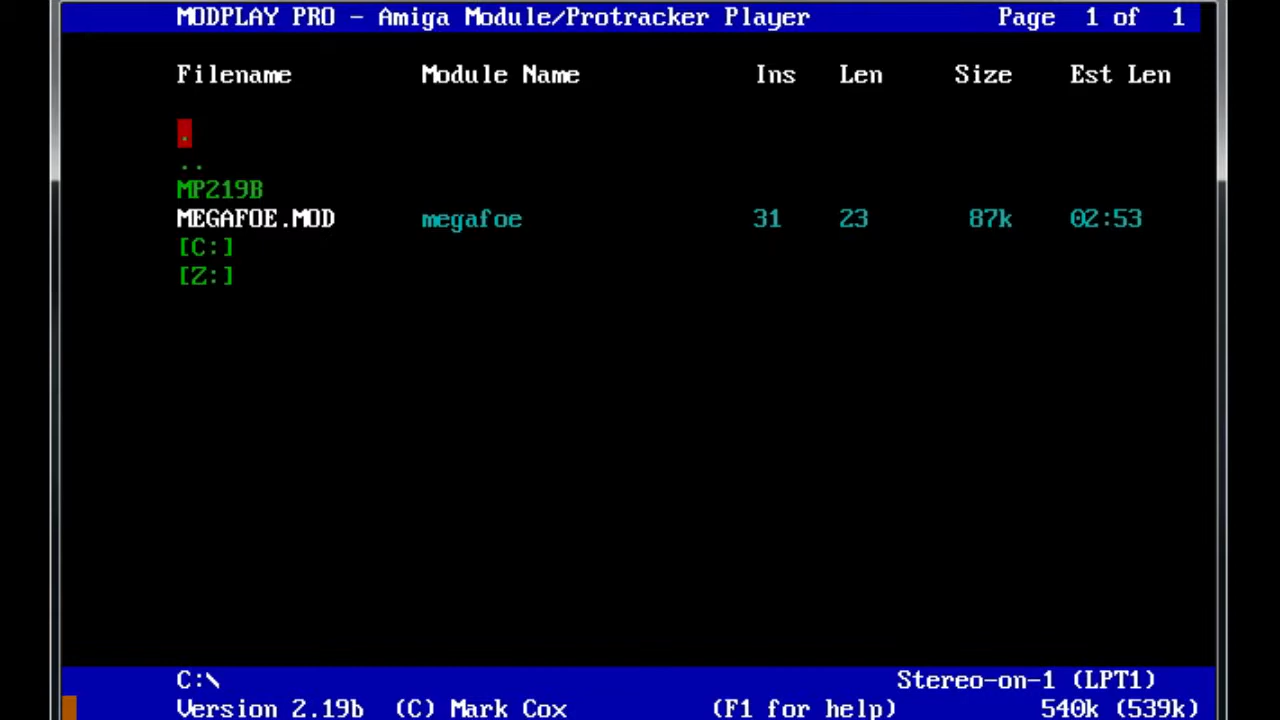 MODPLAY PRO - Amiga Module/Protracker Player Page 1 of 1
Filename Module Name Ins Len Size Est Len
.
..
MP219B
MEGAFOE.MOD megafoe 31 23 87k 02:53
[C:]
[Z:]
C:\ Stereo-on-1 (LPT1)
Version 2.19b (C) Mark Cox (F1 for help) 540k (539k)